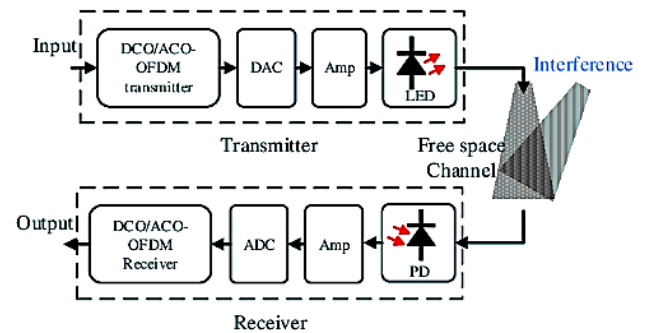 Input
DCO/ACO-
OFDM
transmitter
DAC
Amp
LED
Interference
Transmitter
Free space
Channel
Output
DCO/ACO-
OFDM
Receiver
ADC
Amp
PD
Receiver